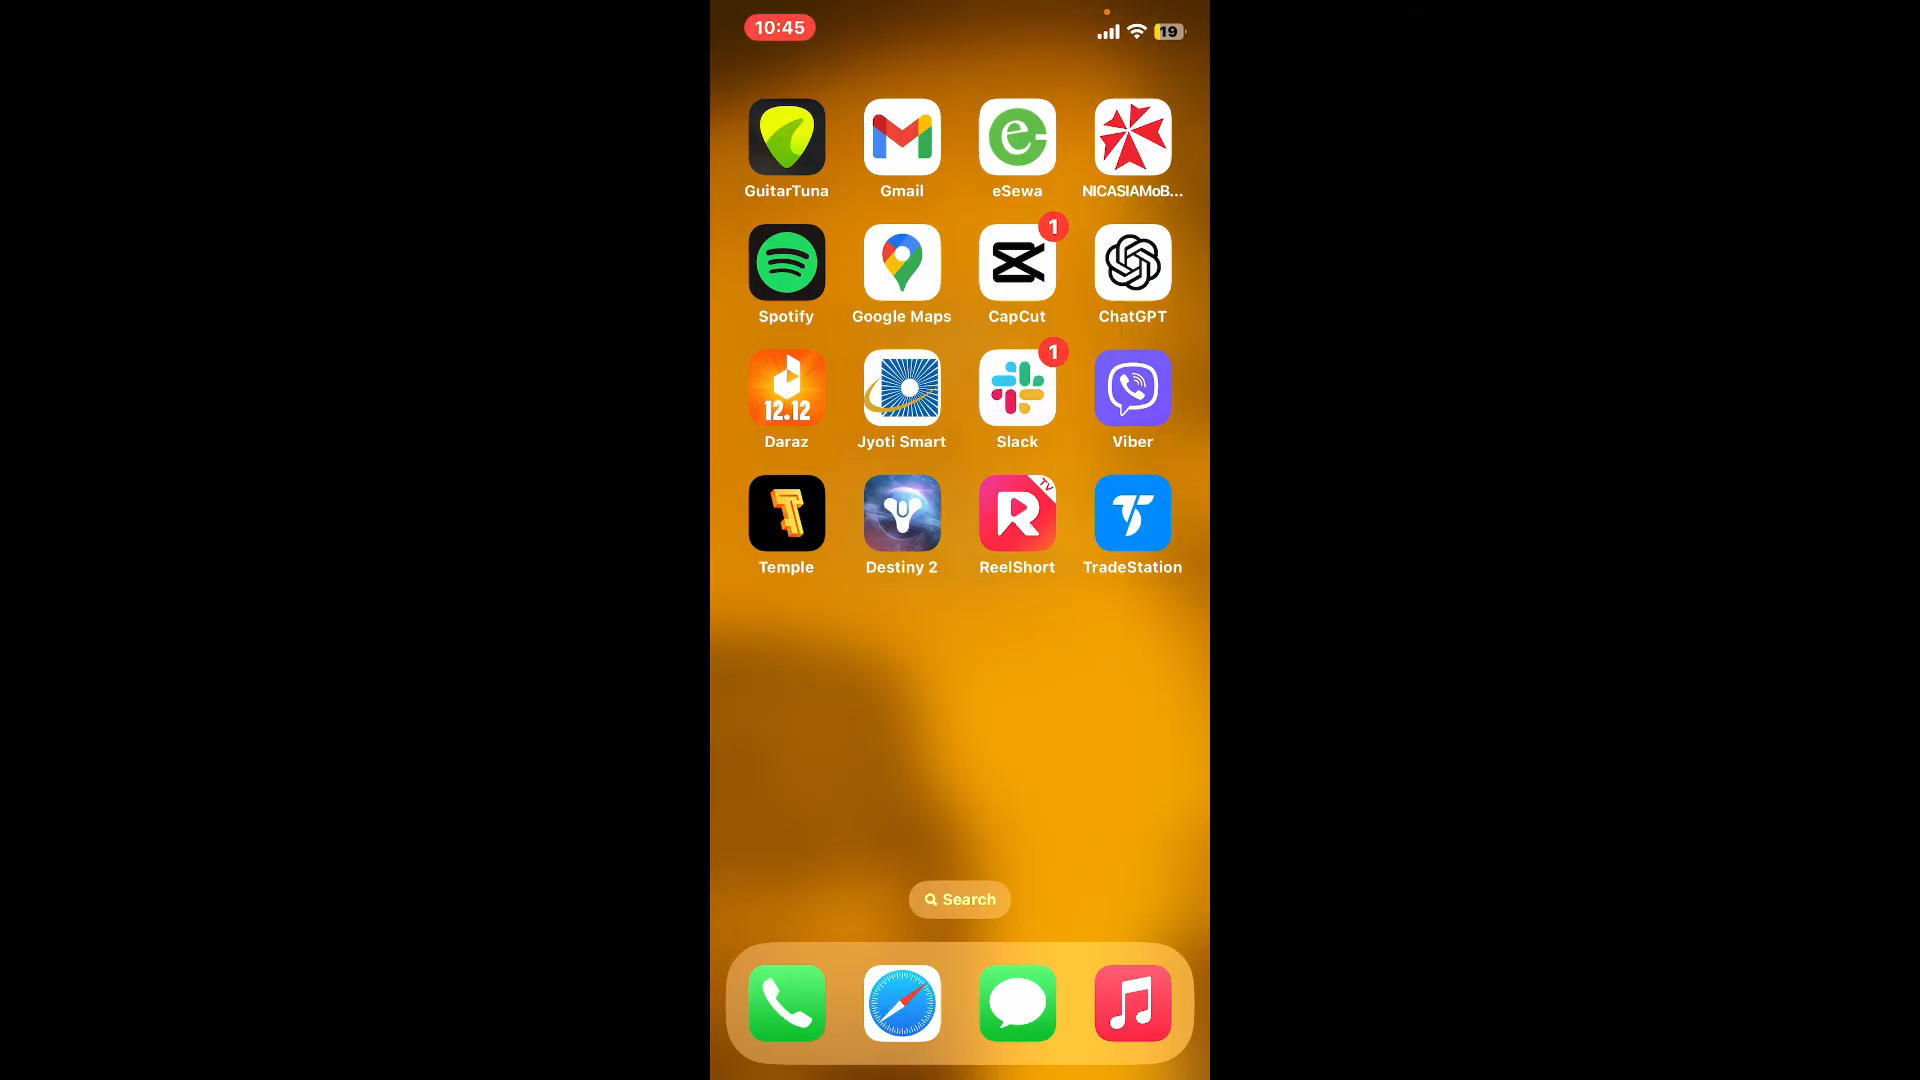 10:45
19
GuitarTuna
Gmail
eSewa
NICASIAMoB...
1
Spotify
Google Maps
CapCut
ChatGPT
12.12
1
Daraz
Jyoti Smart
Slack
Viber
TV
Temple
Destiny 2
ReelShort
TradeStation
Search